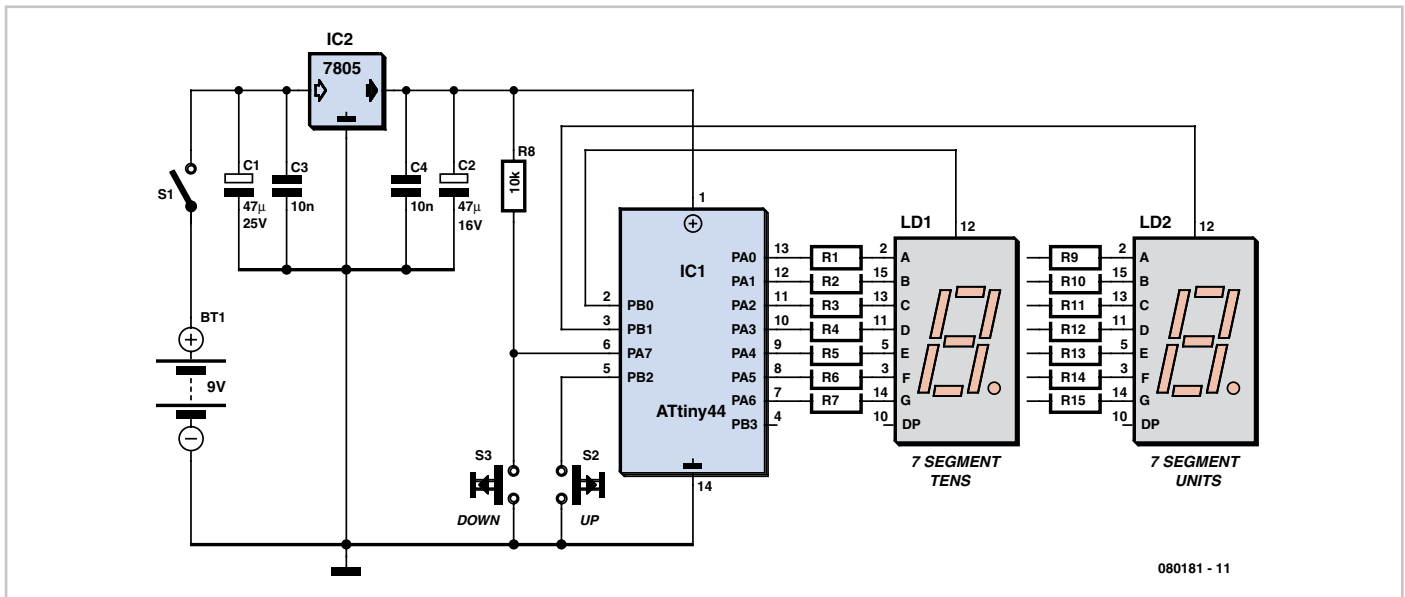 IC2
7805
S1
C1
47µ
25V
C3
10n
C4
10n
C2
47µ
16V
R8
10k
BT1
9V
1
IC1
ATtiny44
2 PB0
3 PB1
6 PA7
5 PB2
PA0 13
PA1 12
PA2 11
PA3 10
PA4 9
PA5 8
PA6 7
PB3 4
14
R1
R2
R3
R4
R5
R6
R7
LD1
12
2 A
15 B
13 C
11 D
5 E
3 F
14 G
10 DP
7 SEGMENT
TENS
R9
R10
R11
R12
R13
R14
R15
LD2
12
2 A
15 B
13 C
11 D
5 E
3 F
14 G
10 DP
7 SEGMENT
UNITS
S3
DOWN
S2
UP
080181 - 11